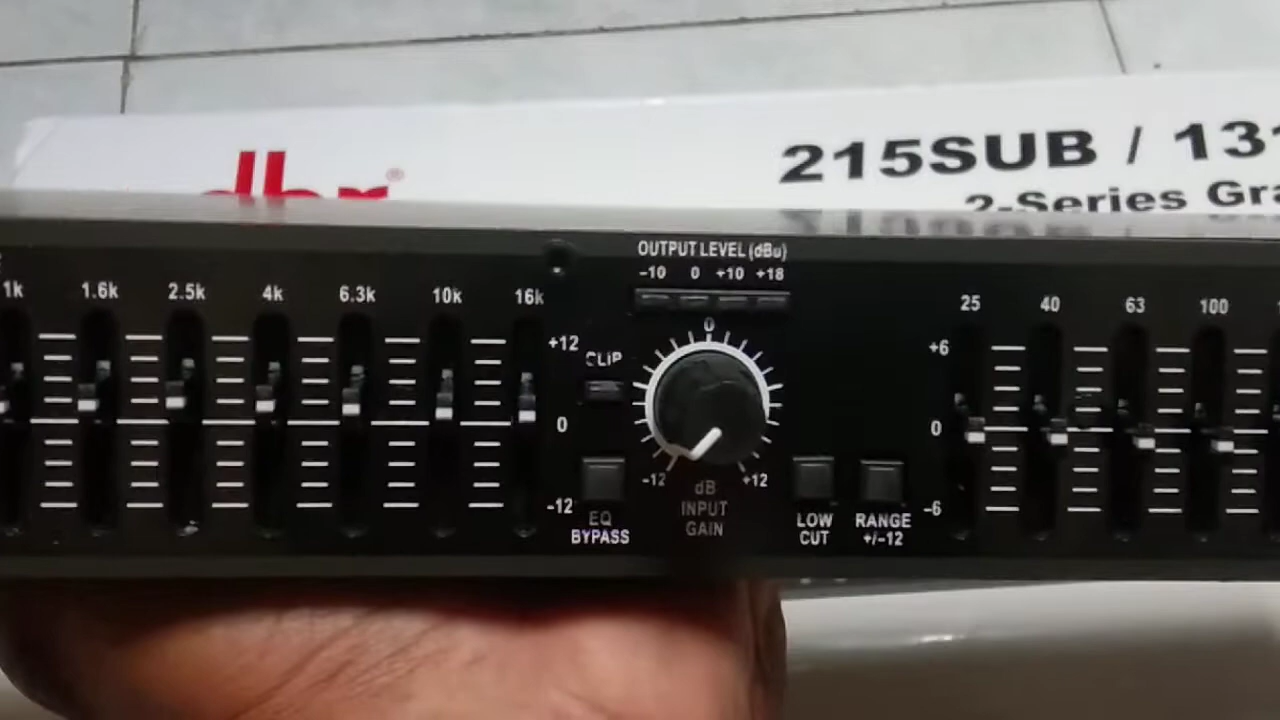 215SUB / 131
2-Series Gra
dbx®
OUTPUT LEVEL (dBu)
-10 0 +10 +18
1k 1.6k 2.5k 4k 6.3k 10k 16k
+12
0
-12
CLIP
EQ
BYPASS
0
-12 +12
dB
INPUT
GAIN
LOW
CUT
RANGE
+/-12
25 40 63 100
+6
0
-6